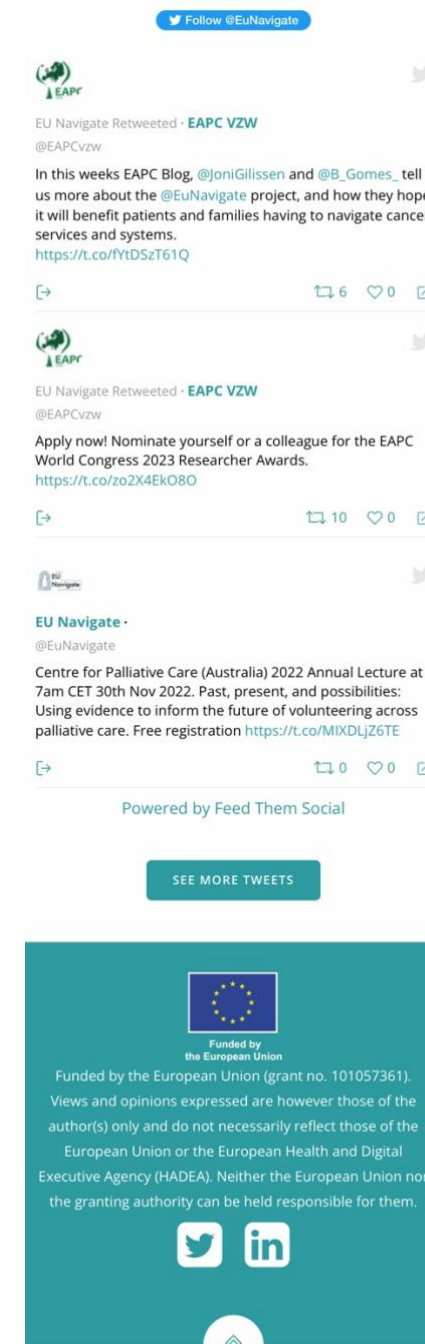 Follow @EuNavigate
EAPC
EU Navigate Retweeted · EAPC VZW
@EAPCvzw
In this weeks EAPC Blog, @JoniGilissen and @B_Gomes_ tell
us more about the @EuNavigate project, and how they hope
it will benefit patients and families having to navigate cancer
services and systems.
https://t.co/fYtDSzT61Q
6 0
EAPC
EU Navigate Retweeted · EAPC VZW
@EAPCvzw
Apply now! Nominate yourself or a colleague for the EAPC
World Congress 2023 Researcher Awards.
https://t.co/zo2X4EkO8O
10 0
EU
Navigate
EU Navigate ·
@EuNavigate
Centre for Palliative Care (Australia) 2022 Annual Lecture at
7am CET 30th Nov 2022. Past, present, and possibilities:
Using evidence to inform the future of volunteering across
palliative care. Free registration https://t.co/MIXDLjZ6TE
0 0
Powered by Feed Them Social
SEE MORE TWEETS
Funded by
the European Union
Funded by the European Union (grant no. 101057361).
Views and opinions expressed are however those of the
author(s) only and do not necessarily reflect those of the
European Union or the European Health and Digital
Executive Agency (HADEA). Neither the European Union nor
the granting authority can be held responsible for them.
in